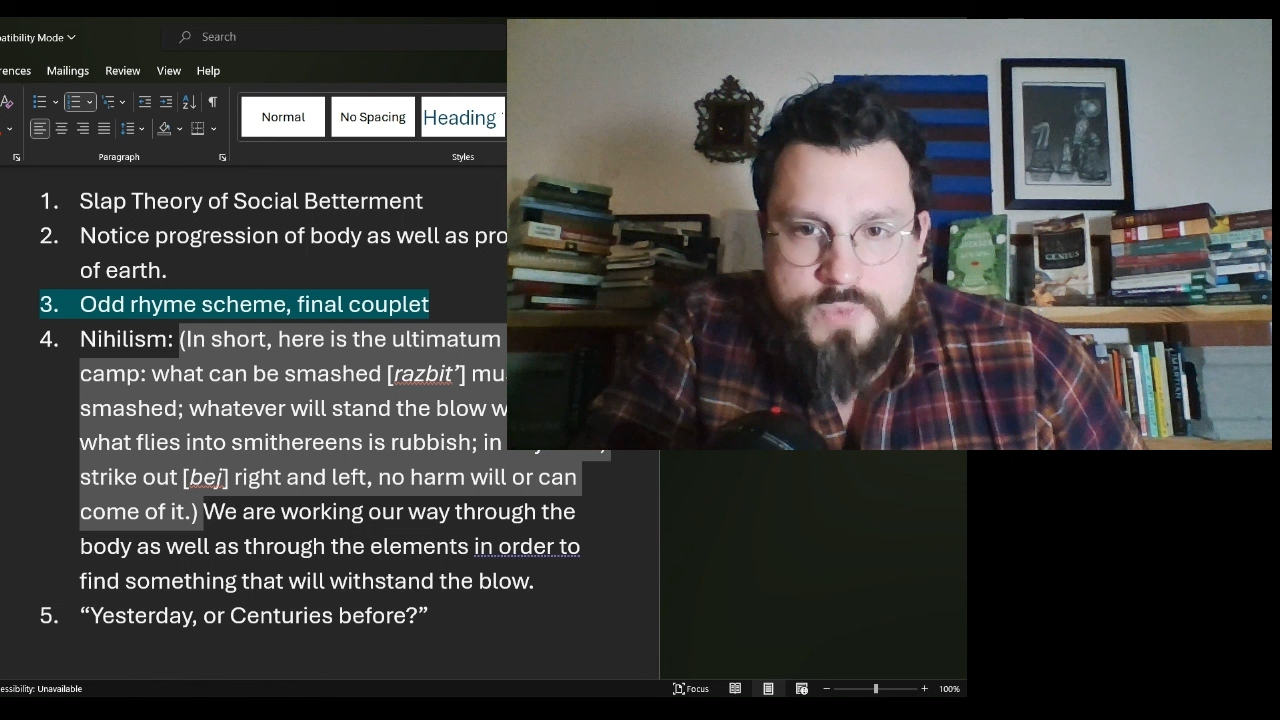 atibility Mode
Search
rences Mailings Review View Help
Normal No Spacing Heading
Paragraph Styles
1. Slap Theory of Social Betterment
2. Notice progression of body as well as pro
of earth.
3. Odd rhyme scheme, final couplet
4. Nihilism: (In short, here is the ultimatum
camp: what can be smashed [razbit’] mu
smashed; whatever will stand the blow w
what flies into smithereens is rubbish; in
strike out [bej] right and left, no harm will or can
come of it.) We are working our way through the
body as well as through the elements in order to
find something that will withstand the blow.
5. “Yesterday, or Centuries before?”
essibility: Unavailable Focus 100%
GENIUS
MARTIAN